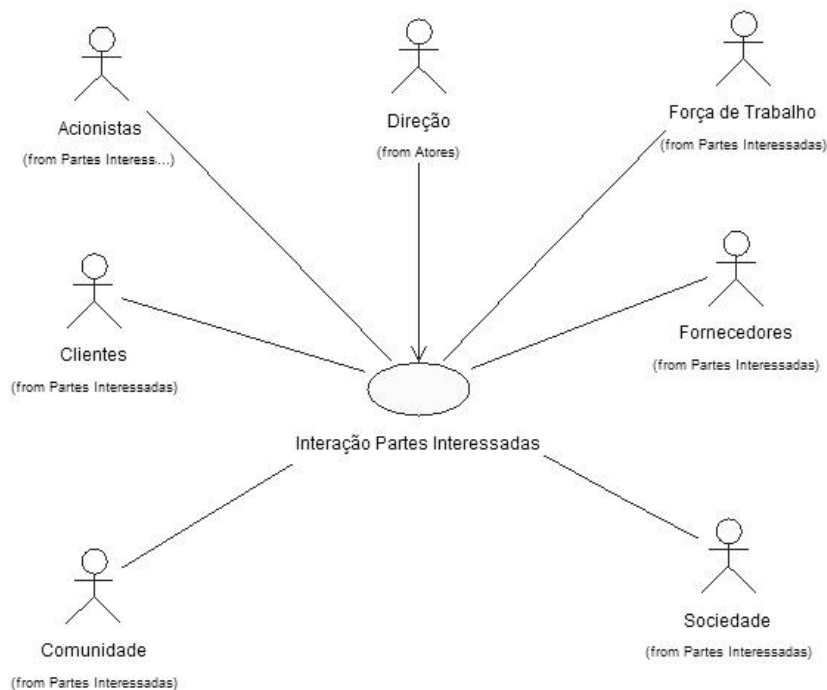 Acionistas
(from Partes Interess...)
Direção
(from Atores)
Força de Trabalho
(from Partes Interessadas)
Clientes
(from Partes Interessadas)
Fornecedores
(from Partes Interessadas)
Interação Partes Interessadas
Comunidade
(from Partes Interessadas)
Sociedade
(from Partes Interessadas)